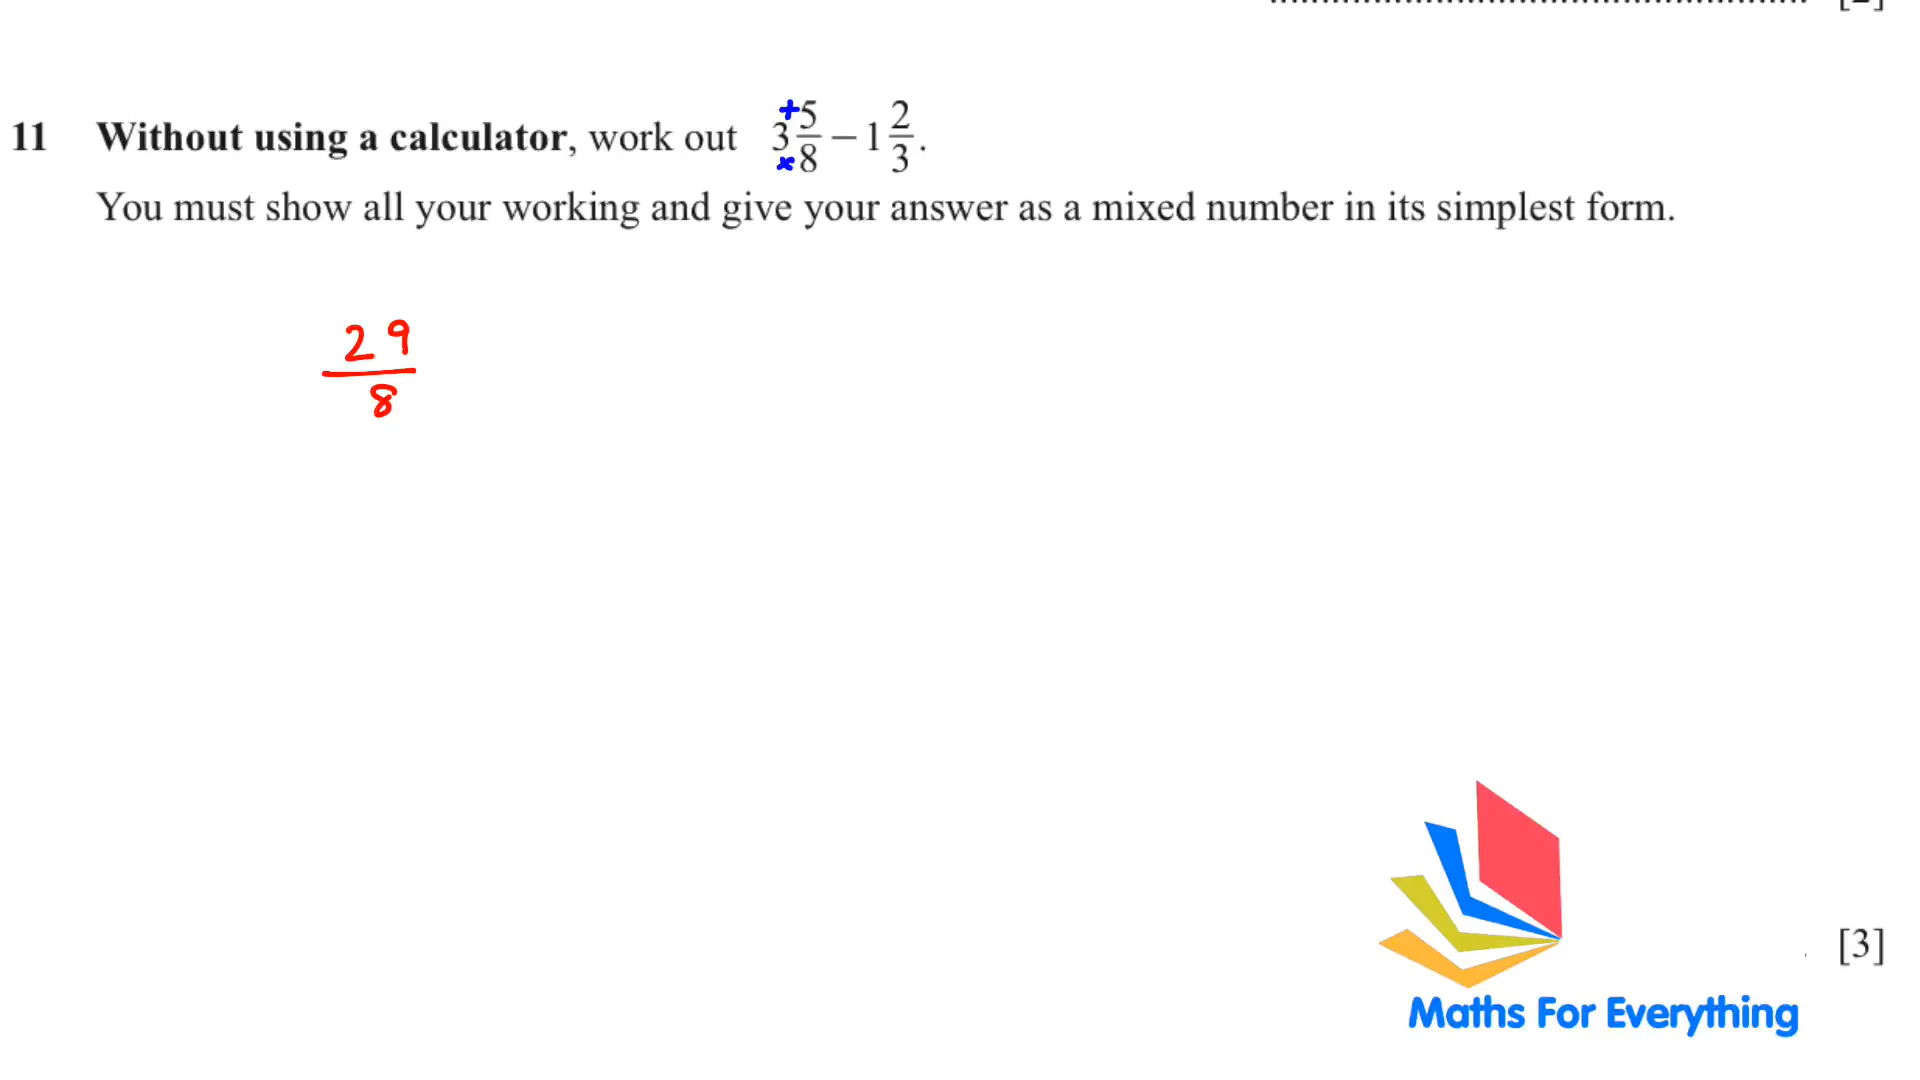 11 Without using a calculator, work out 3 5/8 − 1 2/3.
+
×
You must show all your working and give your answer as a mixed number in its simplest form.
29
8
[3]
Maths For Everything